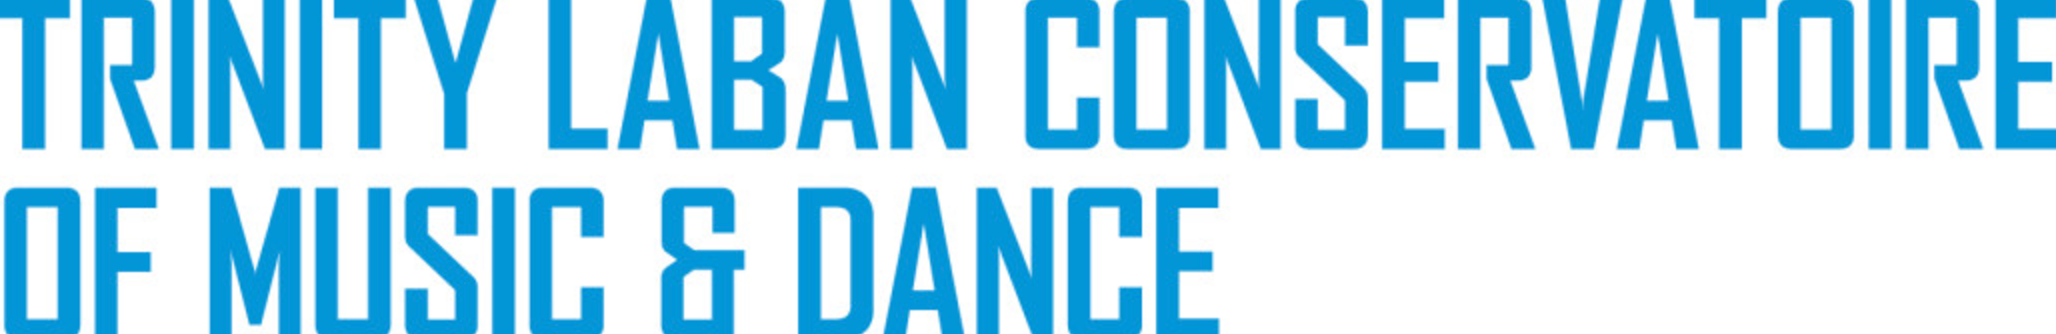 TRINITY LABAN CONSERVATOIRE
OF MUSIC & DANCE